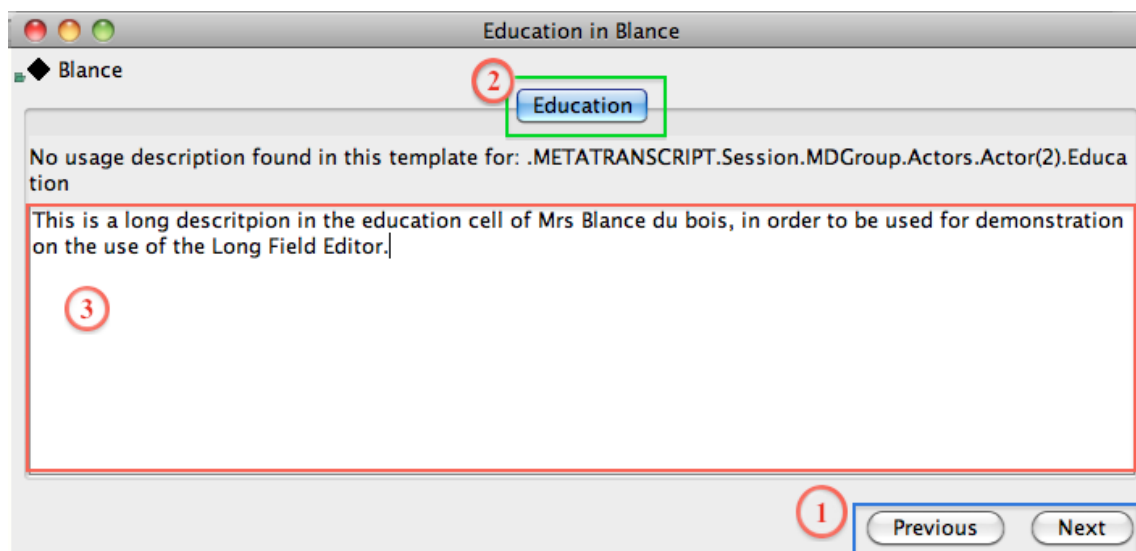 Education in Blance
Blance
2
Education
No usage description found in this template for: .METATRANSCRIPT.Session.MDGroup.Actors.Actor(2).Educa
tion
This is a long descritpion in the education cell of Mrs Blance du bois, in order to be used for demonstration
on the use of the Long Field Editor.
3
1
Previous Next